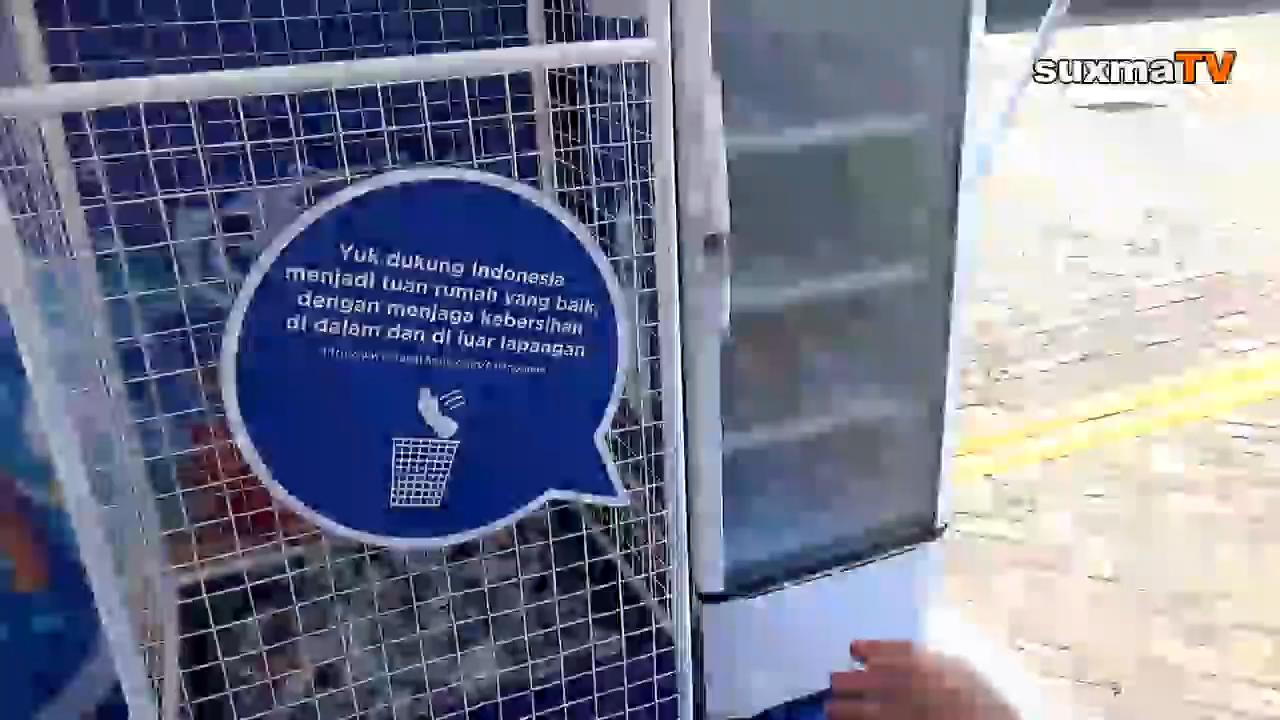 suxmaTV
Yuk dukung Indonesia
menjadi tuan rumah yang baik,
dengan menjaga kebersihan
di dalam dan di luar lapangan